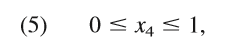 (5) 0 ≤ x₄ ≤ 1,